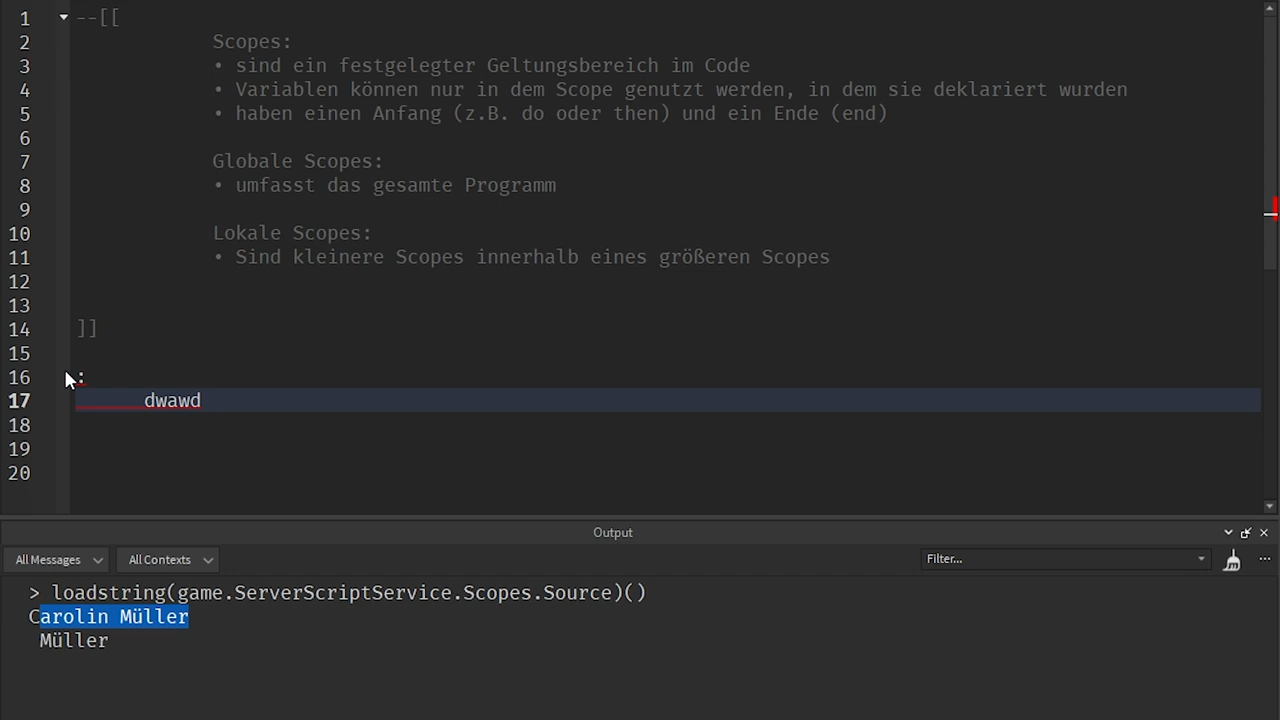 1 --[[
2 Scopes:
3 • sind ein festgelegter Geltungsbereich im Code
4 • Variablen können nur in dem Scope genutzt werden, in dem sie deklariert wurden
5 • haben einen Anfang (z.B. do oder then) und ein Ende (end)
6
7 Globale Scopes:
8 • umfasst das gesamte Programm
9
10 Lokale Scopes:
11 • Sind kleinere Scopes innerhalb eines größeren Scopes
12
13
14 ]]
15
16 :
17 dwawd
18
19
20
Output
All Messages All Contexts Filter...
> loadstring(game.ServerScriptService.Scopes.Source)()
Carolin Müller
Müller